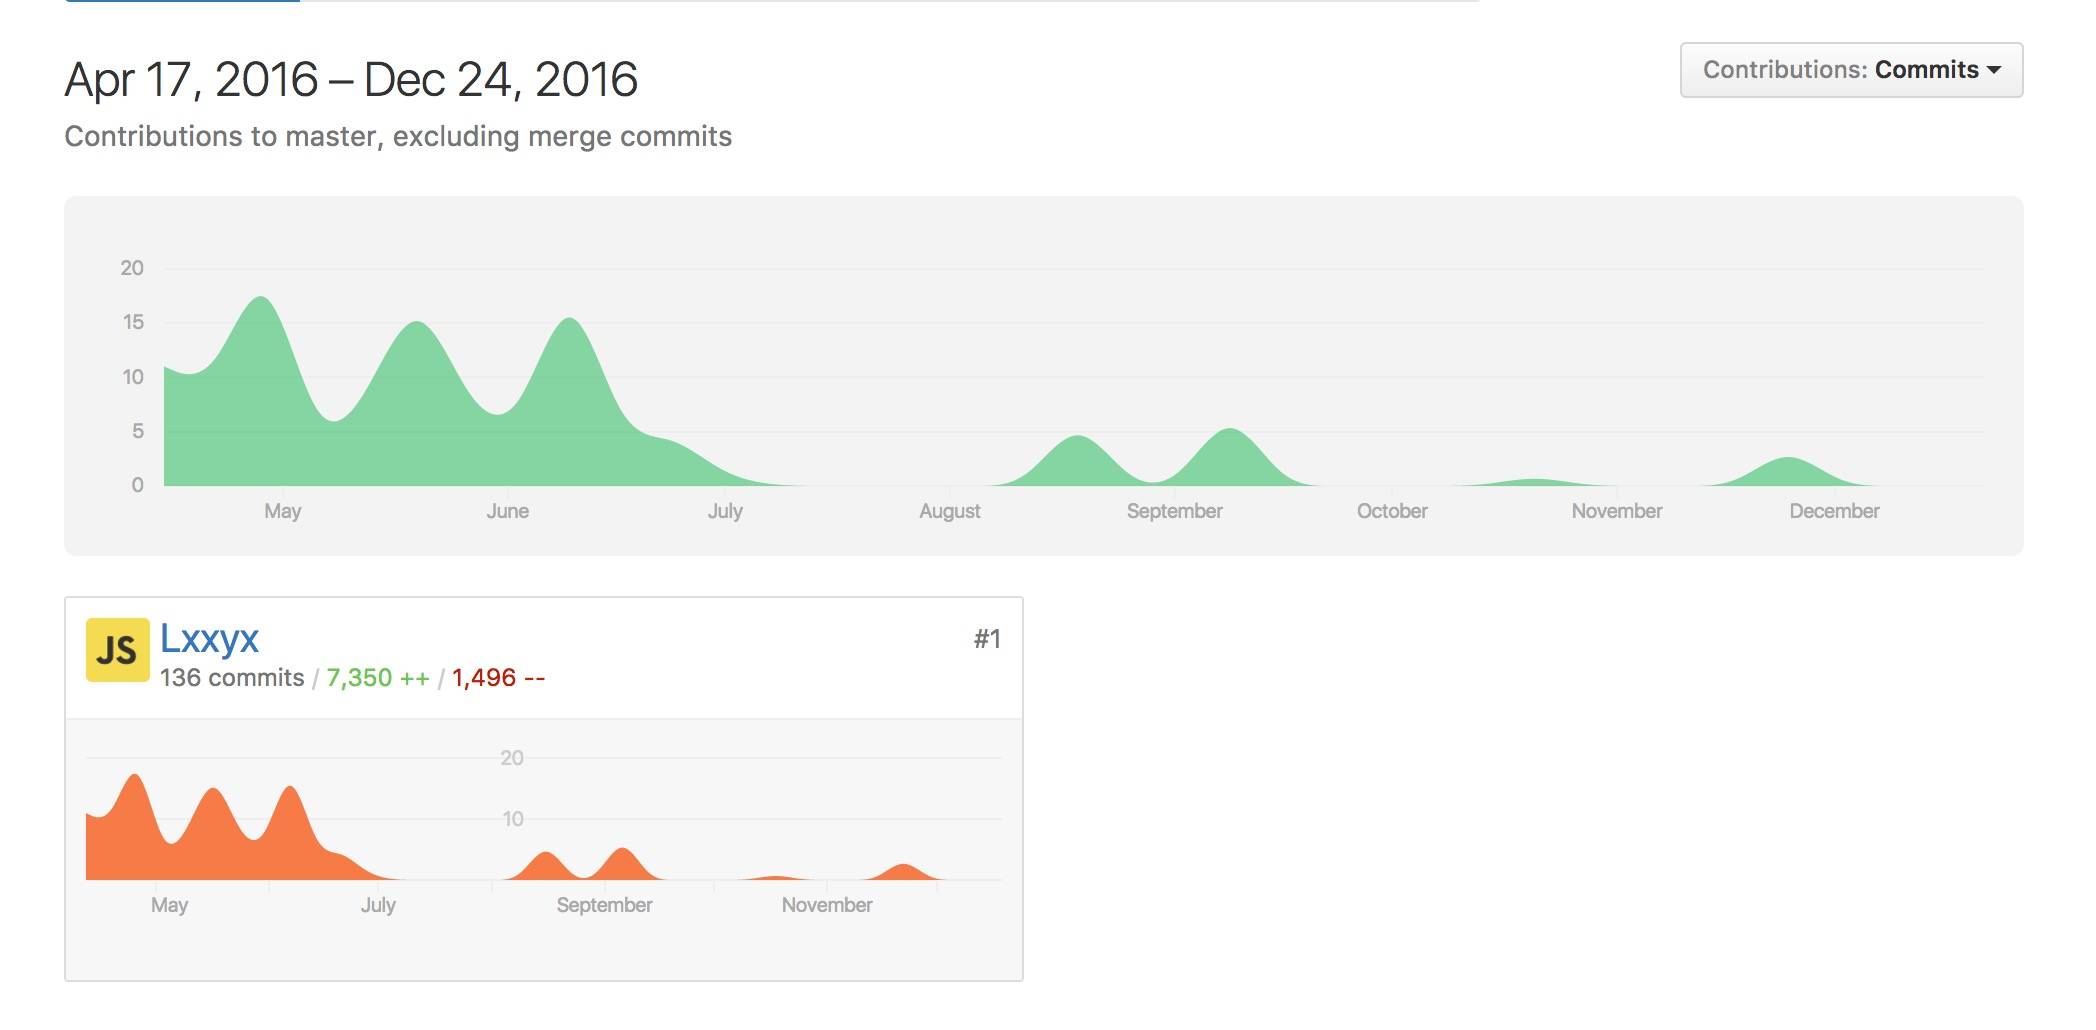 Apr 17, 2016 – Dec 24, 2016
Contributions: Commits
Contributions to master, excluding merge commits
20
15
10
5
0
May June July August September October November December
JS Lxxyx #1
136 commits / 7,350 ++ / 1,496 --
20
10
May July September November